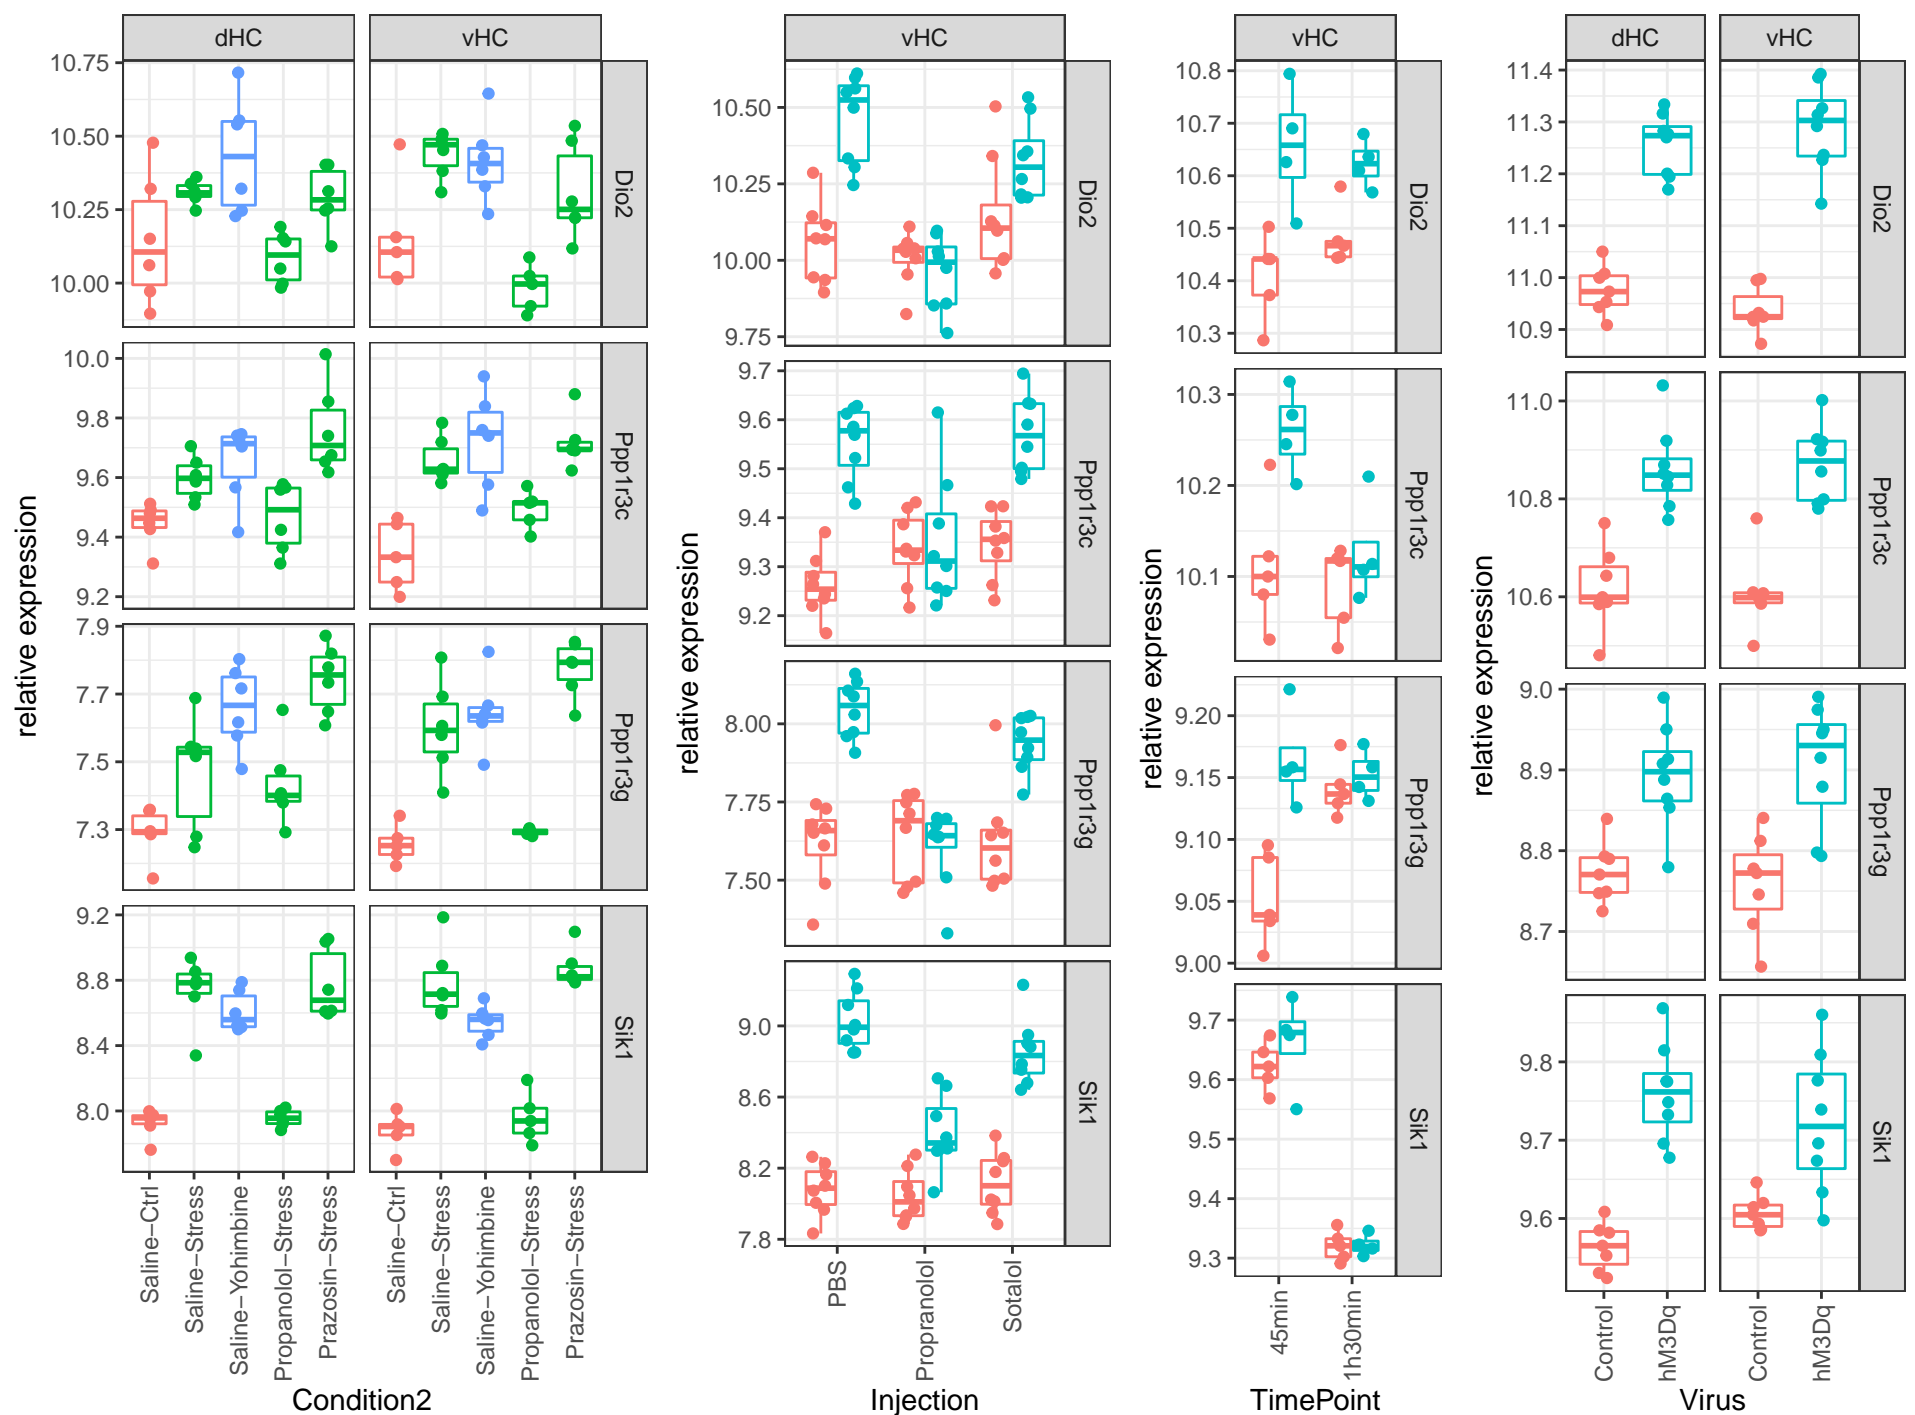 dHC
vHC
10.75
10.50
10.25
10.00
Dio2
10.0
9.8
9.6
9.4
9.2
Ppp1r3c
7.9
7.7
7.5
7.3
Ppp1r3g
9.2
8.8
8.4
8.0
Sik1
relative expression
Saline−Ctrl
Saline−Stress
Saline−Yohimbine
Propanolol−Stress
Prazosin−Stress
Saline−Ctrl
Saline−Stress
Saline−Yohimbine
Propanolol−Stress
Prazosin−Stress
Condition2
vHC
10.50
10.25
10.00
9.75
Dio2
9.7
9.6
9.5
9.4
9.3
9.2
Ppp1r3c
8.00
7.75
7.50
Ppp1r3g
9.0
8.6
8.2
7.8
Sik1
relative expression
PBS
Propranolol
Sotalol
Injection
vHC
10.8
10.7
10.6
10.5
10.4
10.3
Dio2
10.3
10.2
10.1
Ppp1r3c
9.20
9.15
9.10
9.05
9.00
Ppp1r3g
9.7
9.6
9.5
9.4
9.3
Sik1
relative expression
45min
1h30min
TimePoint
dHC
vHC
11.4
11.3
11.2
11.1
11.0
10.9
Dio2
11.0
10.8
10.6
Ppp1r3c
9.0
8.9
8.8
8.7
Ppp1r3g
9.8
9.7
9.6
Sik1
relative expression
Control
hM3Dq
Control
hM3Dq
Virus